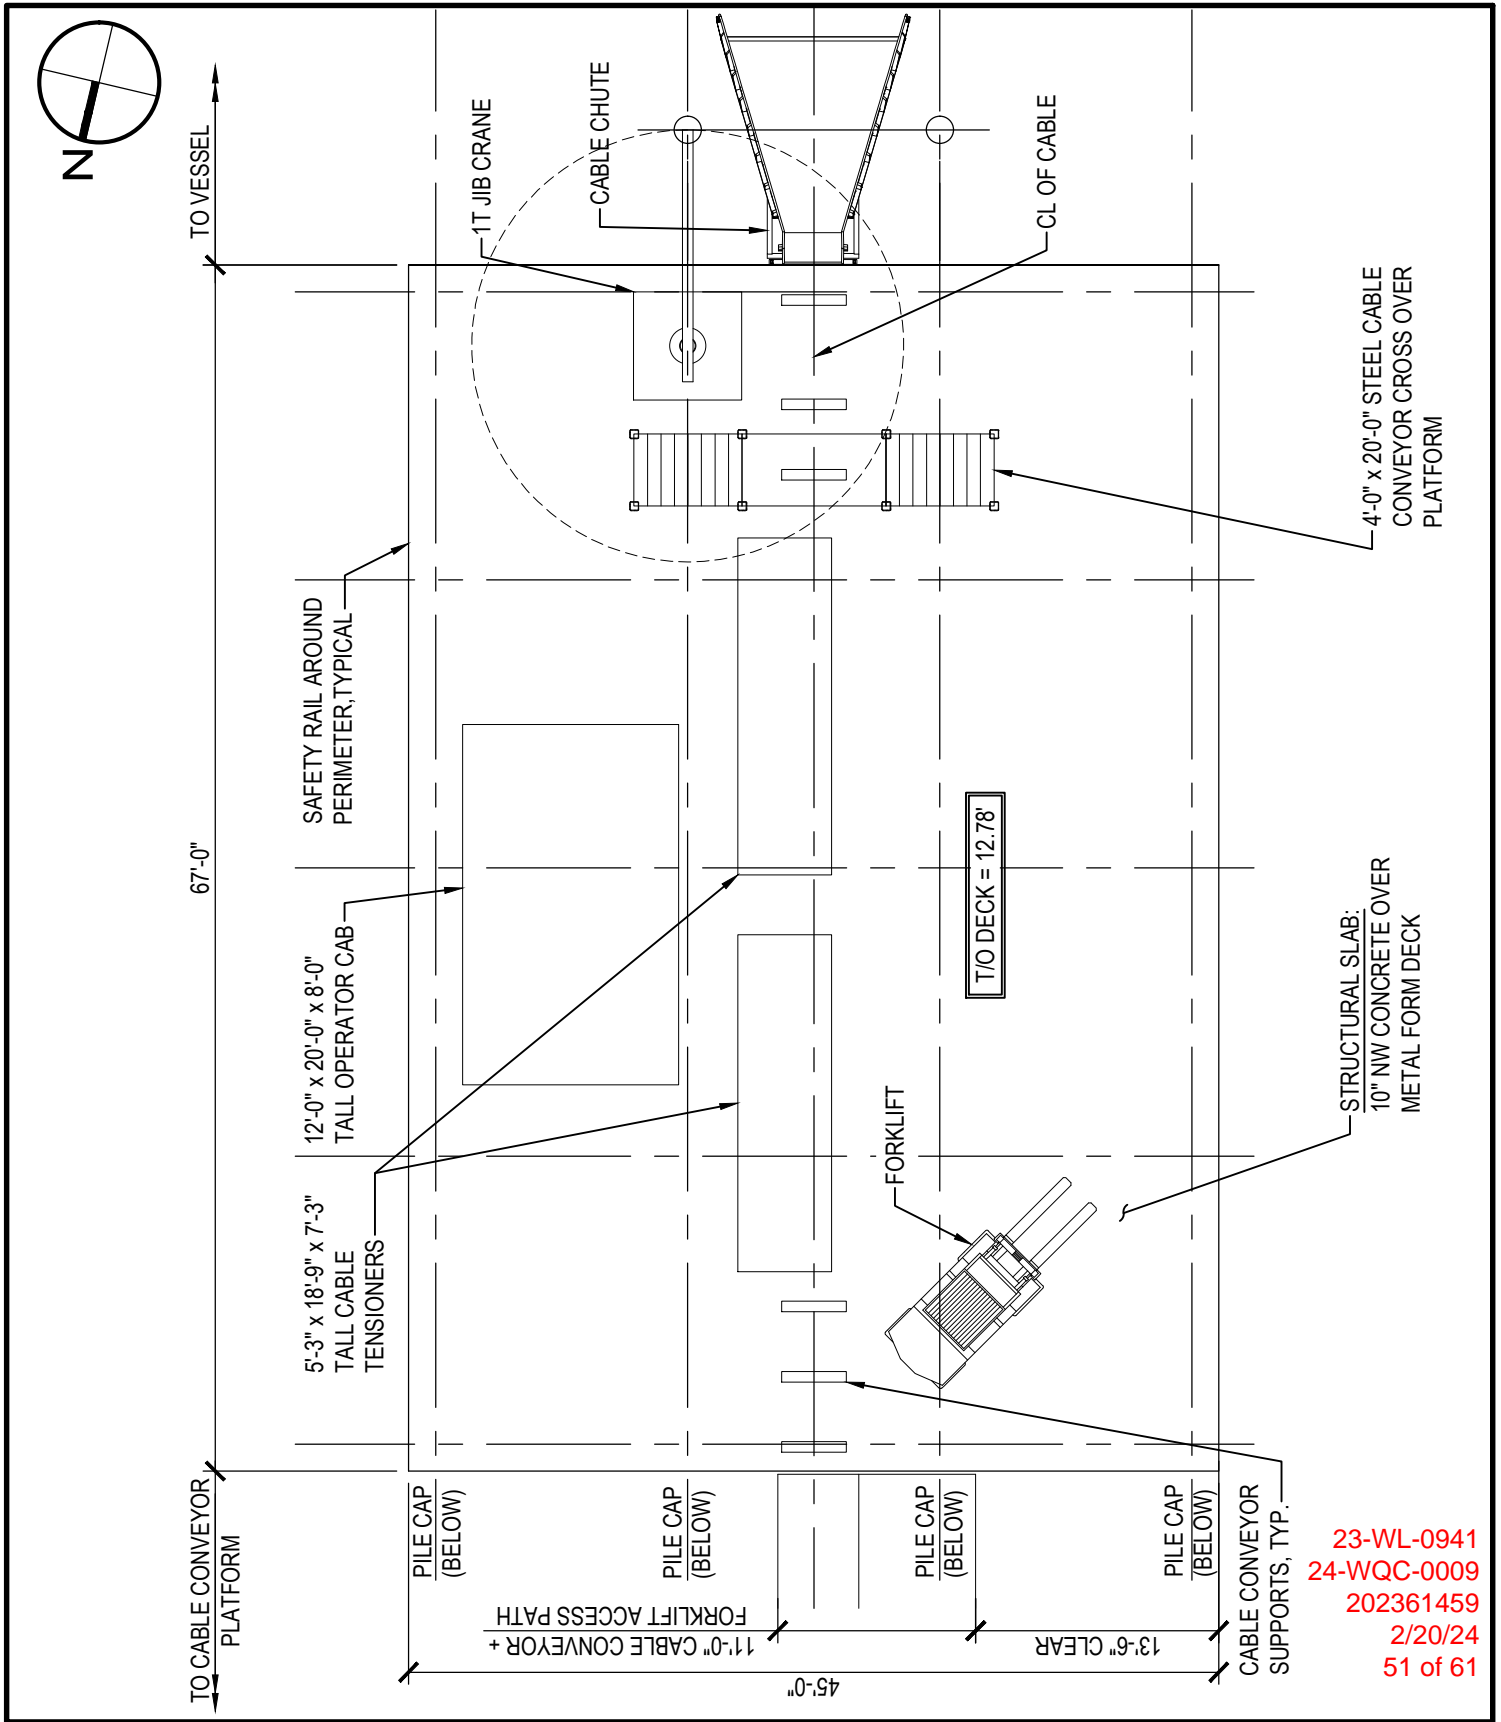 N
TO VESSEL
67'-0"
TO CABLE CONVEYOR
PLATFORM
1T JIB CRANE
CABLE CHUTE
CL OF CABLE
SAFETY RAIL AROUND
PERIMETER,TYPICAL
12'-0" x 20'-0" x 8'-0"
TALL OPERATOR CAB
5'-3" x 18'-9" x 7'-3"
TALL CABLE
TENSIONERS
4'-0" x 20'-0" STEEL CABLE
CONVEYOR CROSS OVER
PLATFORM
T/O DECK = 12.78'
FORKLIFT
STRUCTURAL SLAB:
10" NW CONCRETE OVER
METAL FORM DECK
PILE CAP
(BELOW)
PILE CAP
(BELOW)
PILE CAP
(BELOW)
PILE CAP
(BELOW)
CABLE CONVEYOR
SUPPORTS, TYP.
11'-0" CABLE CONVEYOR +
FORKLIFT ACCESS PATH
13'-6" CLEAR
45'-0"
23-WL-0941
24-WQC-0009
202361459
2/20/24
51 of 61